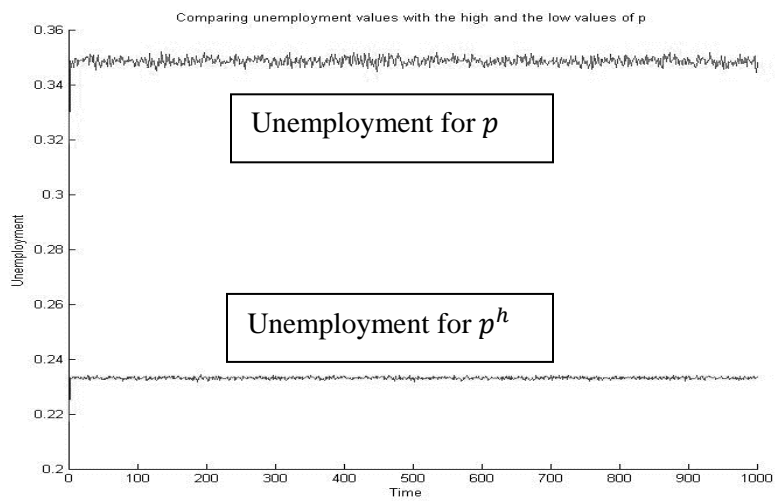 Comparing unemployment values with the high and the low values of p
0.36
0.34
0.32
0.3
0.28
0.26
0.24
0.22
0.2
Unemployment
Unemployment for p
Unemployment for p^h
0 100 200 300 400 500 600 700 800 900 1000
Time